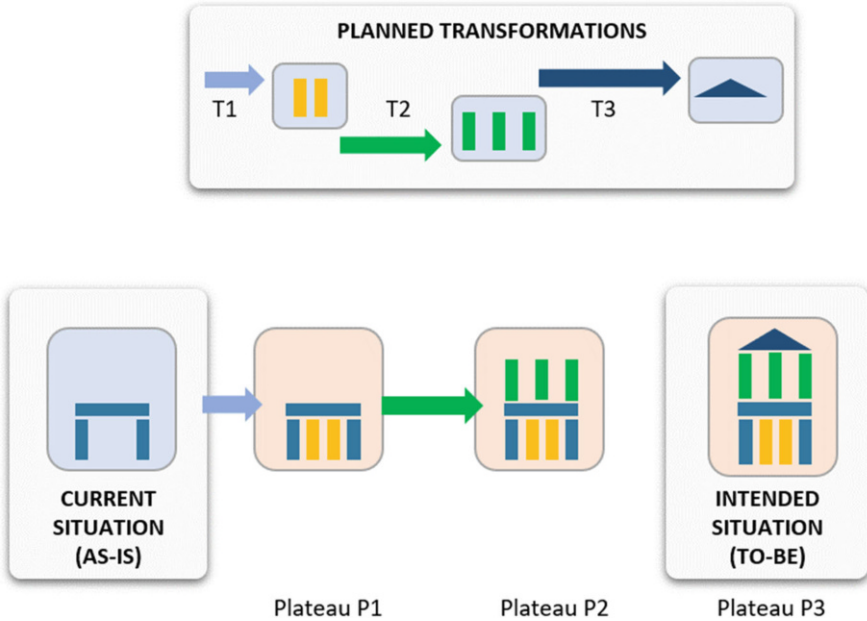 PLANNED TRANSFORMATIONS
T1
T2
T3
CURRENT
SITUATION
(AS-IS)
INTENDED
SITUATION
(TO-BE)
Plateau P1
Plateau P2
Plateau P3